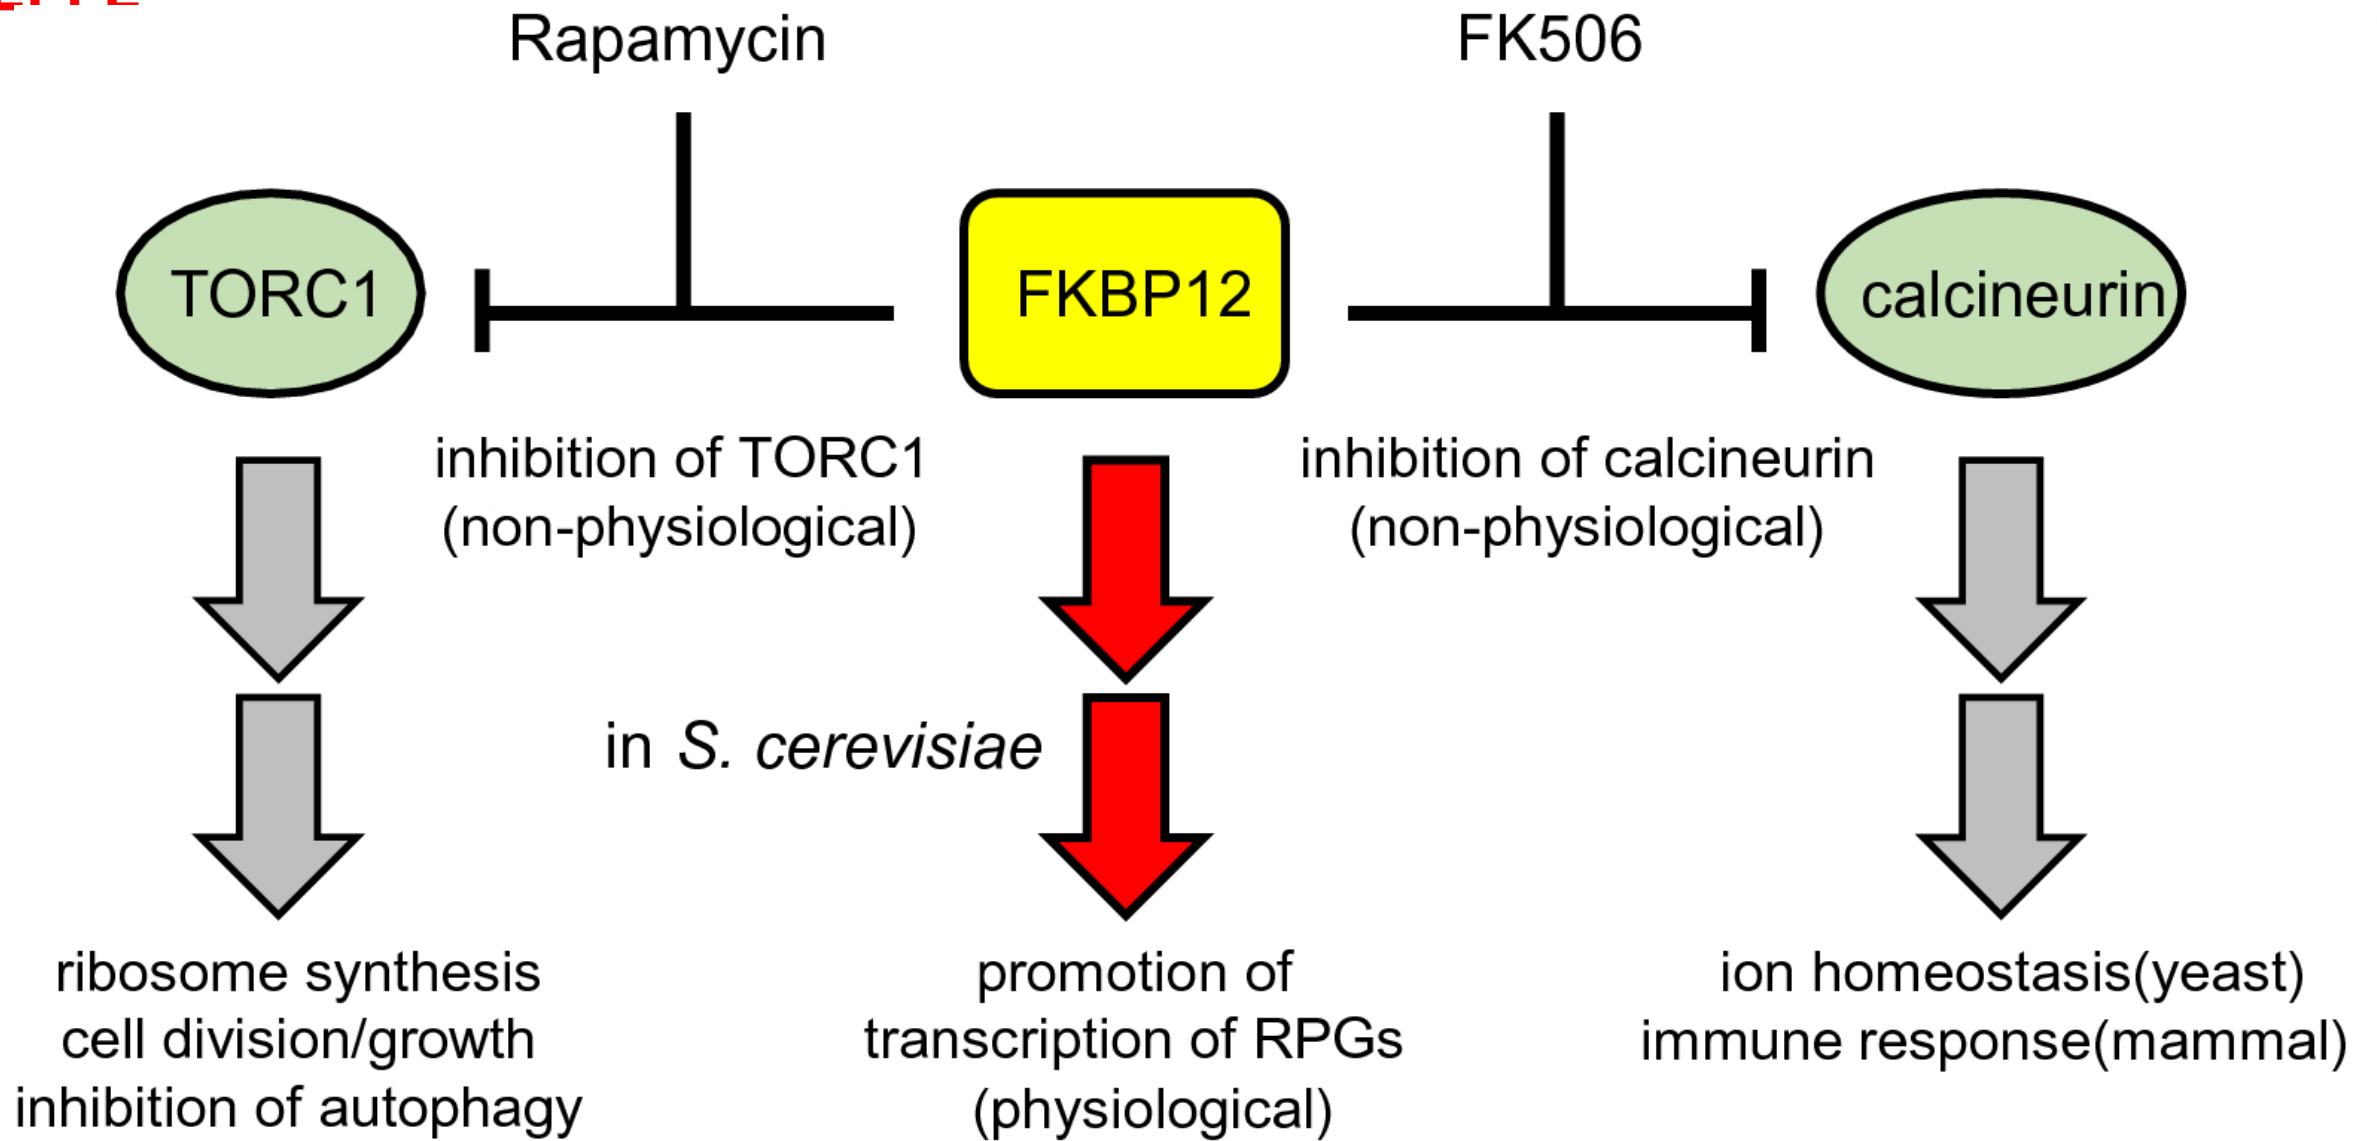 Rapamycin
FK506
TORC1
FKBP12
calcineurin
inhibition of TORC1
(non-physiological)
inhibition of calcineurin
(non-physiological)
in S. cerevisiae
ribosome synthesis
cell division/growth
inhibition of autophagy
promotion of
transcription of RPGs
(physiological)
ion homeostasis(yeast)
immune response(mammal)